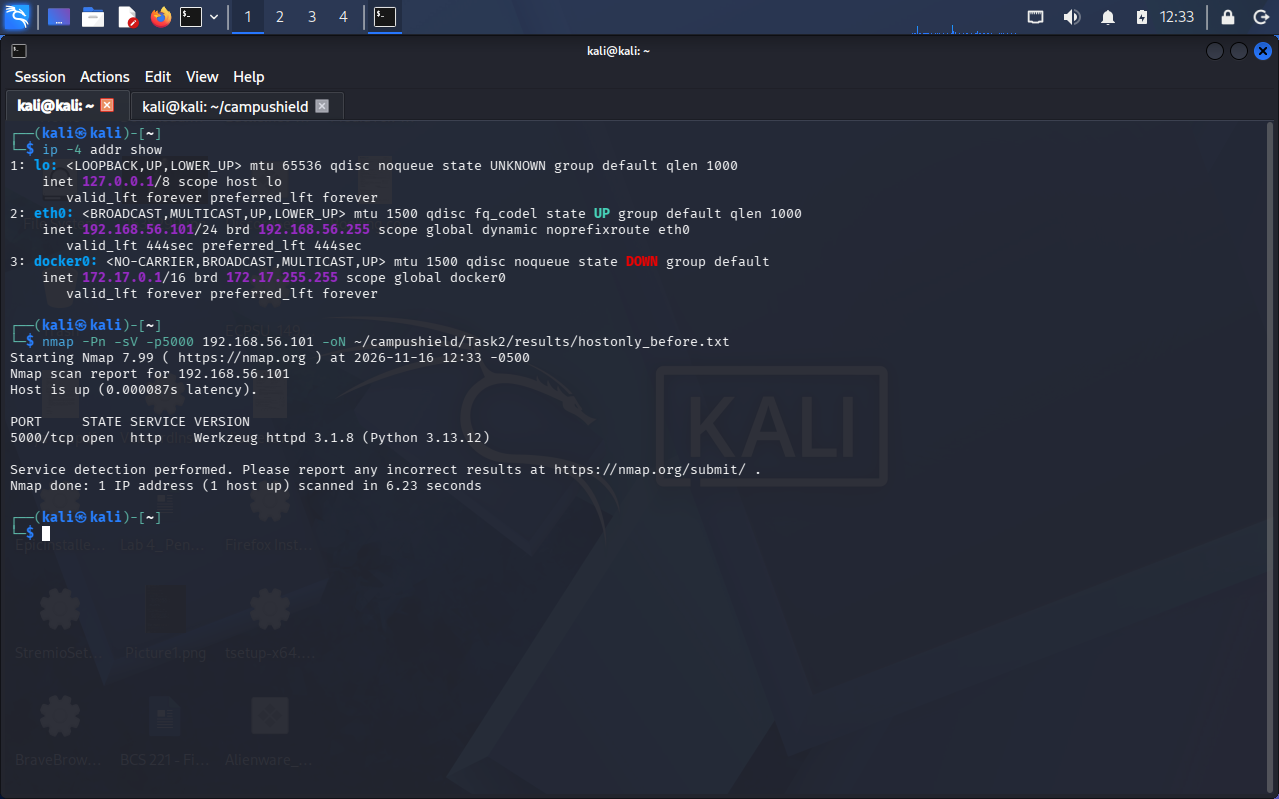 1 2 3 4
12:33
kali@kali: ~
Session Actions Edit View Help
kali@kali: ~
kali@kali: ~/campushield
┌──(kali㉿kali)-[~]
└─$ ip -4 addr show
1: lo: <LOOPBACK,UP,LOWER_UP> mtu 65536 qdisc noqueue state UNKNOWN group default qlen 1000
    inet 127.0.0.1/8 scope host lo
       valid_lft forever preferred_lft forever
2: eth0: <BROADCAST,MULTICAST,UP,LOWER_UP> mtu 1500 qdisc fq_codel state UP group default qlen 1000
    inet 192.168.56.101/24 brd 192.168.56.255 scope global dynamic noprefixroute eth0
       valid_lft 444sec preferred_lft 444sec
3: docker0: <NO-CARRIER,BROADCAST,MULTICAST,UP> mtu 1500 qdisc noqueue state DOWN group default
    inet 172.17.0.1/16 brd 172.17.255.255 scope global docker0
       valid_lft forever preferred_lft forever
┌──(kali㉿kali)-[~]
└─$ nmap -Pn -sV -p5000 192.168.56.101 -oN ~/campushield/Task2/results/hostonly_before.txt
Starting Nmap 7.99 ( https://nmap.org ) at 2026-11-16 12:33 -0500
Nmap scan report for 192.168.56.101
Host is up (0.000087s latency).
PORT     STATE SERVICE VERSION
5000/tcp open  http    Werkzeug httpd 3.1.8 (Python 3.13.12)
Service detection performed. Please report any incorrect results at https://nmap.org/submit/ .
Nmap done: 1 IP address (1 host up) scanned in 6.23 seconds
┌──(kali㉿kali)-[~]
└─$
KALI
EpicInstalle... Lab 4_ Pen... Firefox Inst...
StremioSet... Picture1.png tsetup-x64....
BraveBrow... BCS 221 - Fi... Alienware_...